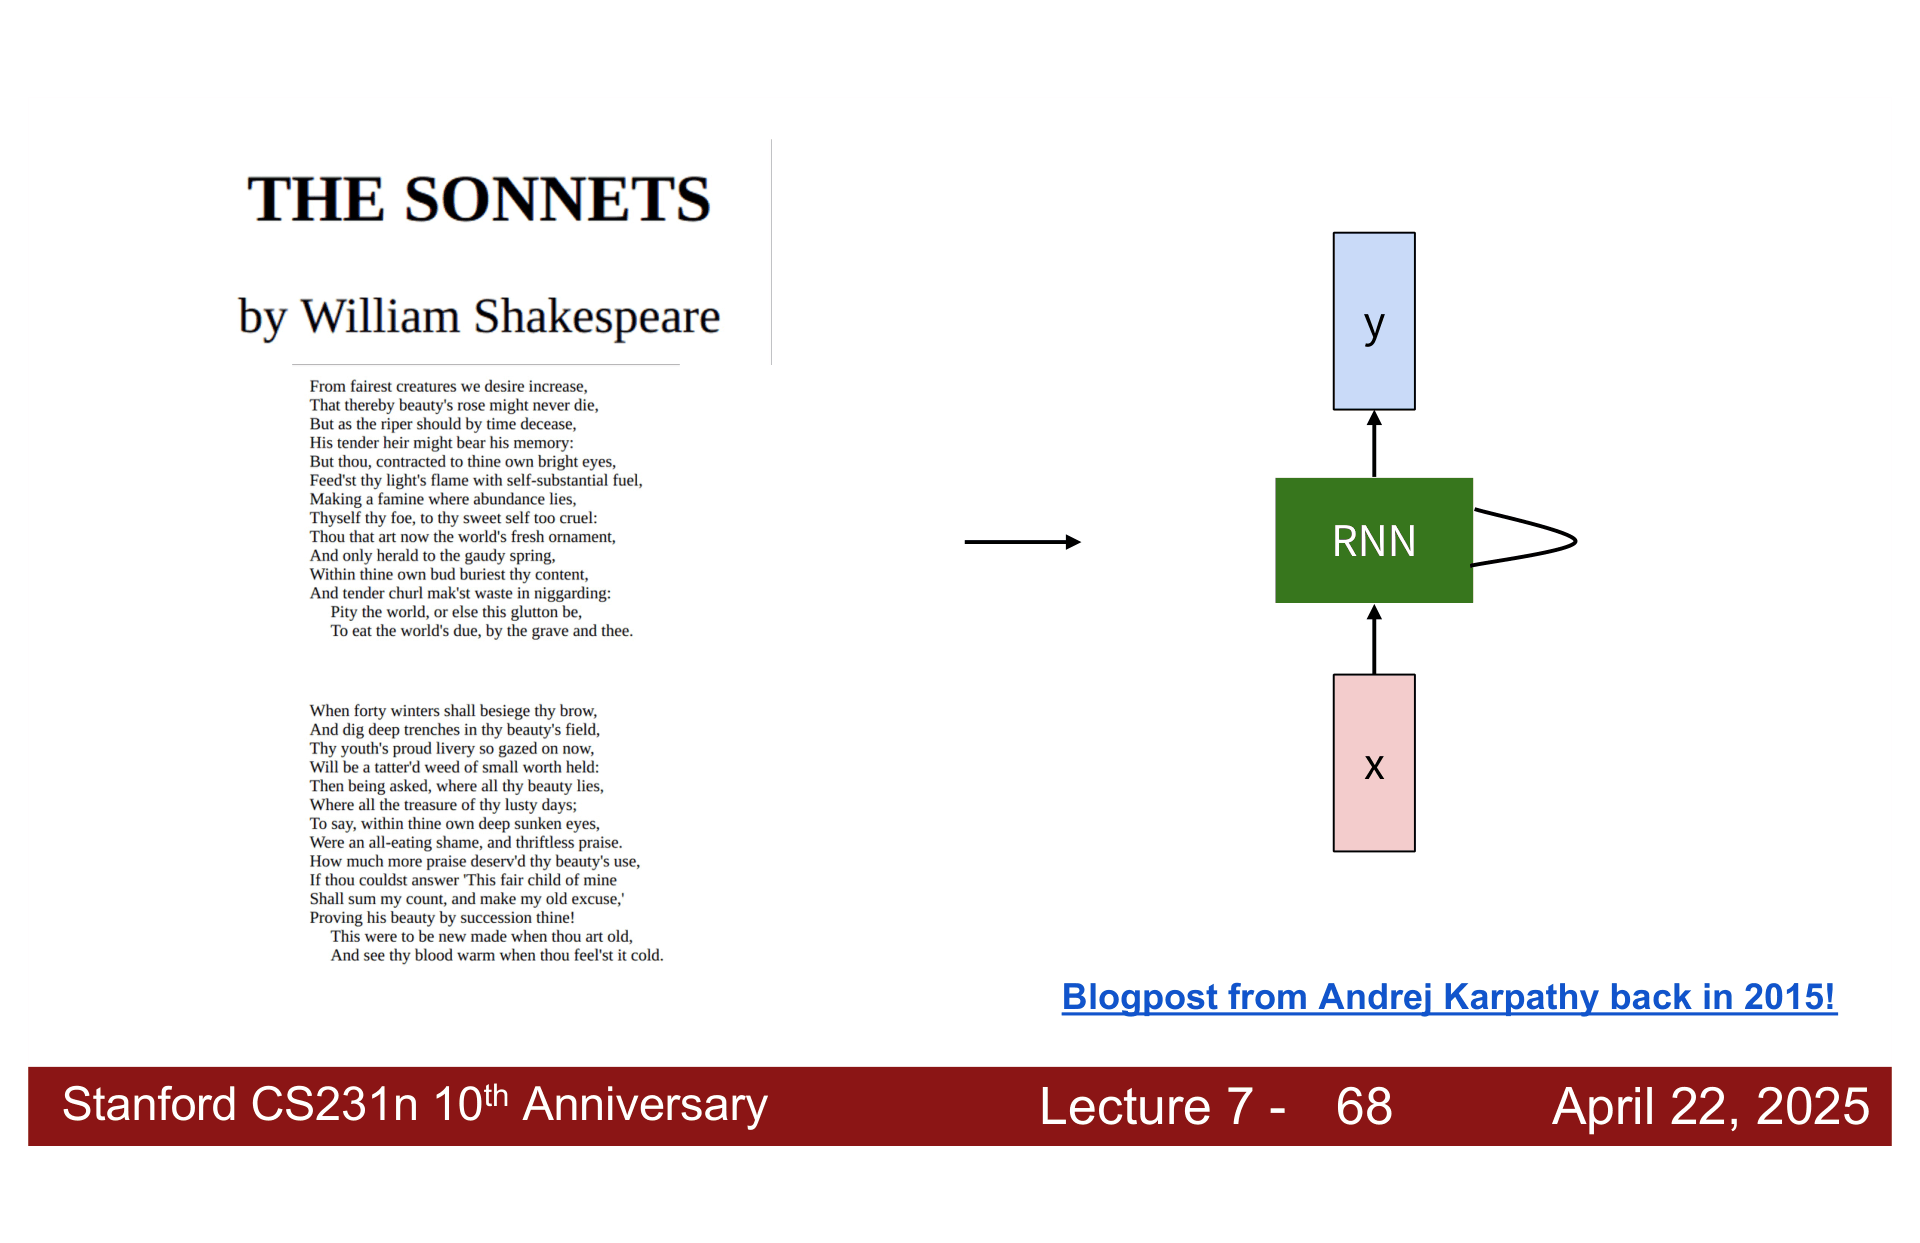 THE SONNETS
by William Shakespeare
From fairest creatures we desire increase,
That thereby beauty's rose might never die,
But as the riper should by time decease,
His tender heir might bear his memory:
But thou, contracted to thine own bright eyes,
Feed'st thy light's flame with self-substantial fuel,
Making a famine where abundance lies,
Thyself thy foe, to thy sweet self too cruel:
Thou that art now the world's fresh ornament,
And only herald to the gaudy spring,
Within thine own bud buriest thy content,
And tender churl mak'st waste in niggarding:
Pity the world, or else this glutton be,
To eat the world's due, by the grave and thee.
When forty winters shall besiege thy brow,
And dig deep trenches in thy beauty's field,
Thy youth's proud livery so gazed on now,
Will be a tatter'd weed of small worth held:
Then being asked, where all thy beauty lies,
Where all the treasure of thy lusty days;
To say, within thine own deep sunken eyes,
Were an all-eating shame, and thriftless praise.
How much more praise deserv'd thy beauty's use,
If thou couldst answer 'This fair child of mine
Shall sum my count, and make my old excuse,'
Proving his beauty by succession thine!
This were to be new made when thou art old,
And see thy blood warm when thou feel'st it cold.
y
RNN
x
Blogpost from Andrej Karpathy back in 2015!
Stanford CS231n 10th Anniversary
Lecture 7 - 68
April 22, 2025